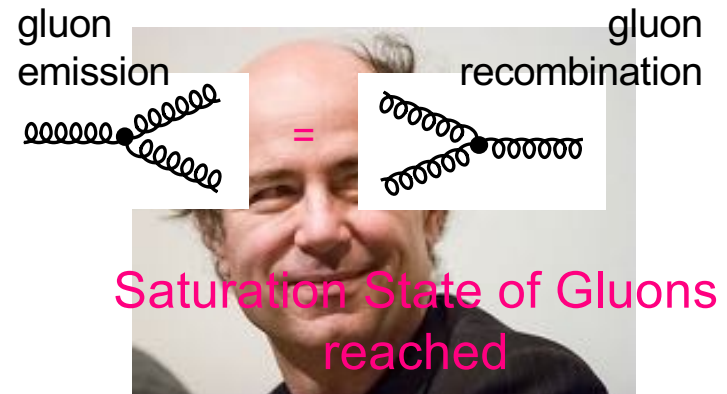 gluon
emission
gluon
recombination
=
Saturation State of Gluons
reached